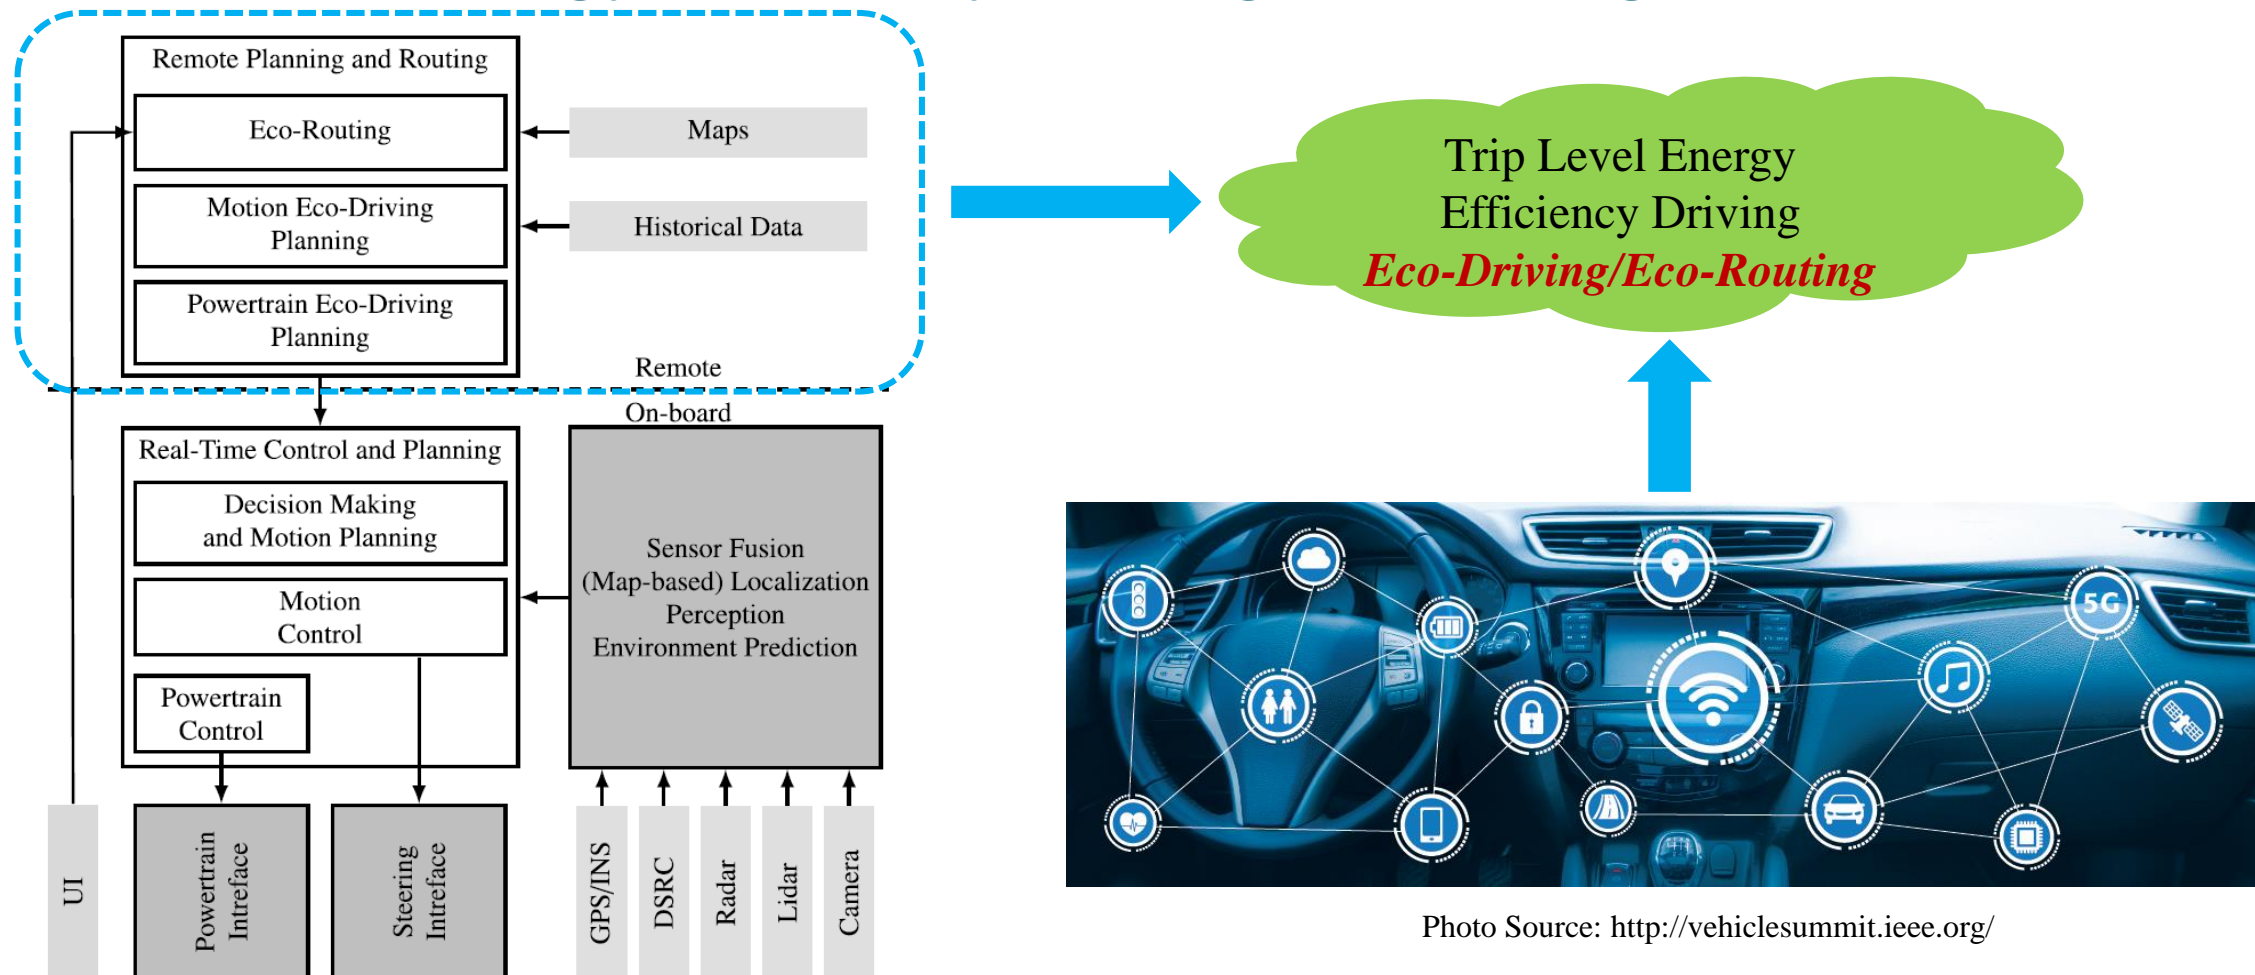 Remote Planning and Routing
Eco-Routing
Maps
Motion Eco-Driving
Planning
Historical Data
Powertrain Eco-Driving
Planning
Remote
On-board
Real-Time Control and Planning
Decision Making
and Motion Planning
Motion
Control
Powertrain
Control
Sensor Fusion
(Map-based) Localization
Perception
Environment Prediction
UI
Powertrain
Intreface
Steering
Intreface
GPS/INS
DSRC
Radar
Lidar
Camera
Trip Level Energy
Efficiency Driving
Eco-Driving/Eco-Routing
5G
Photo Source: http://vehiclesummit.ieee.org/